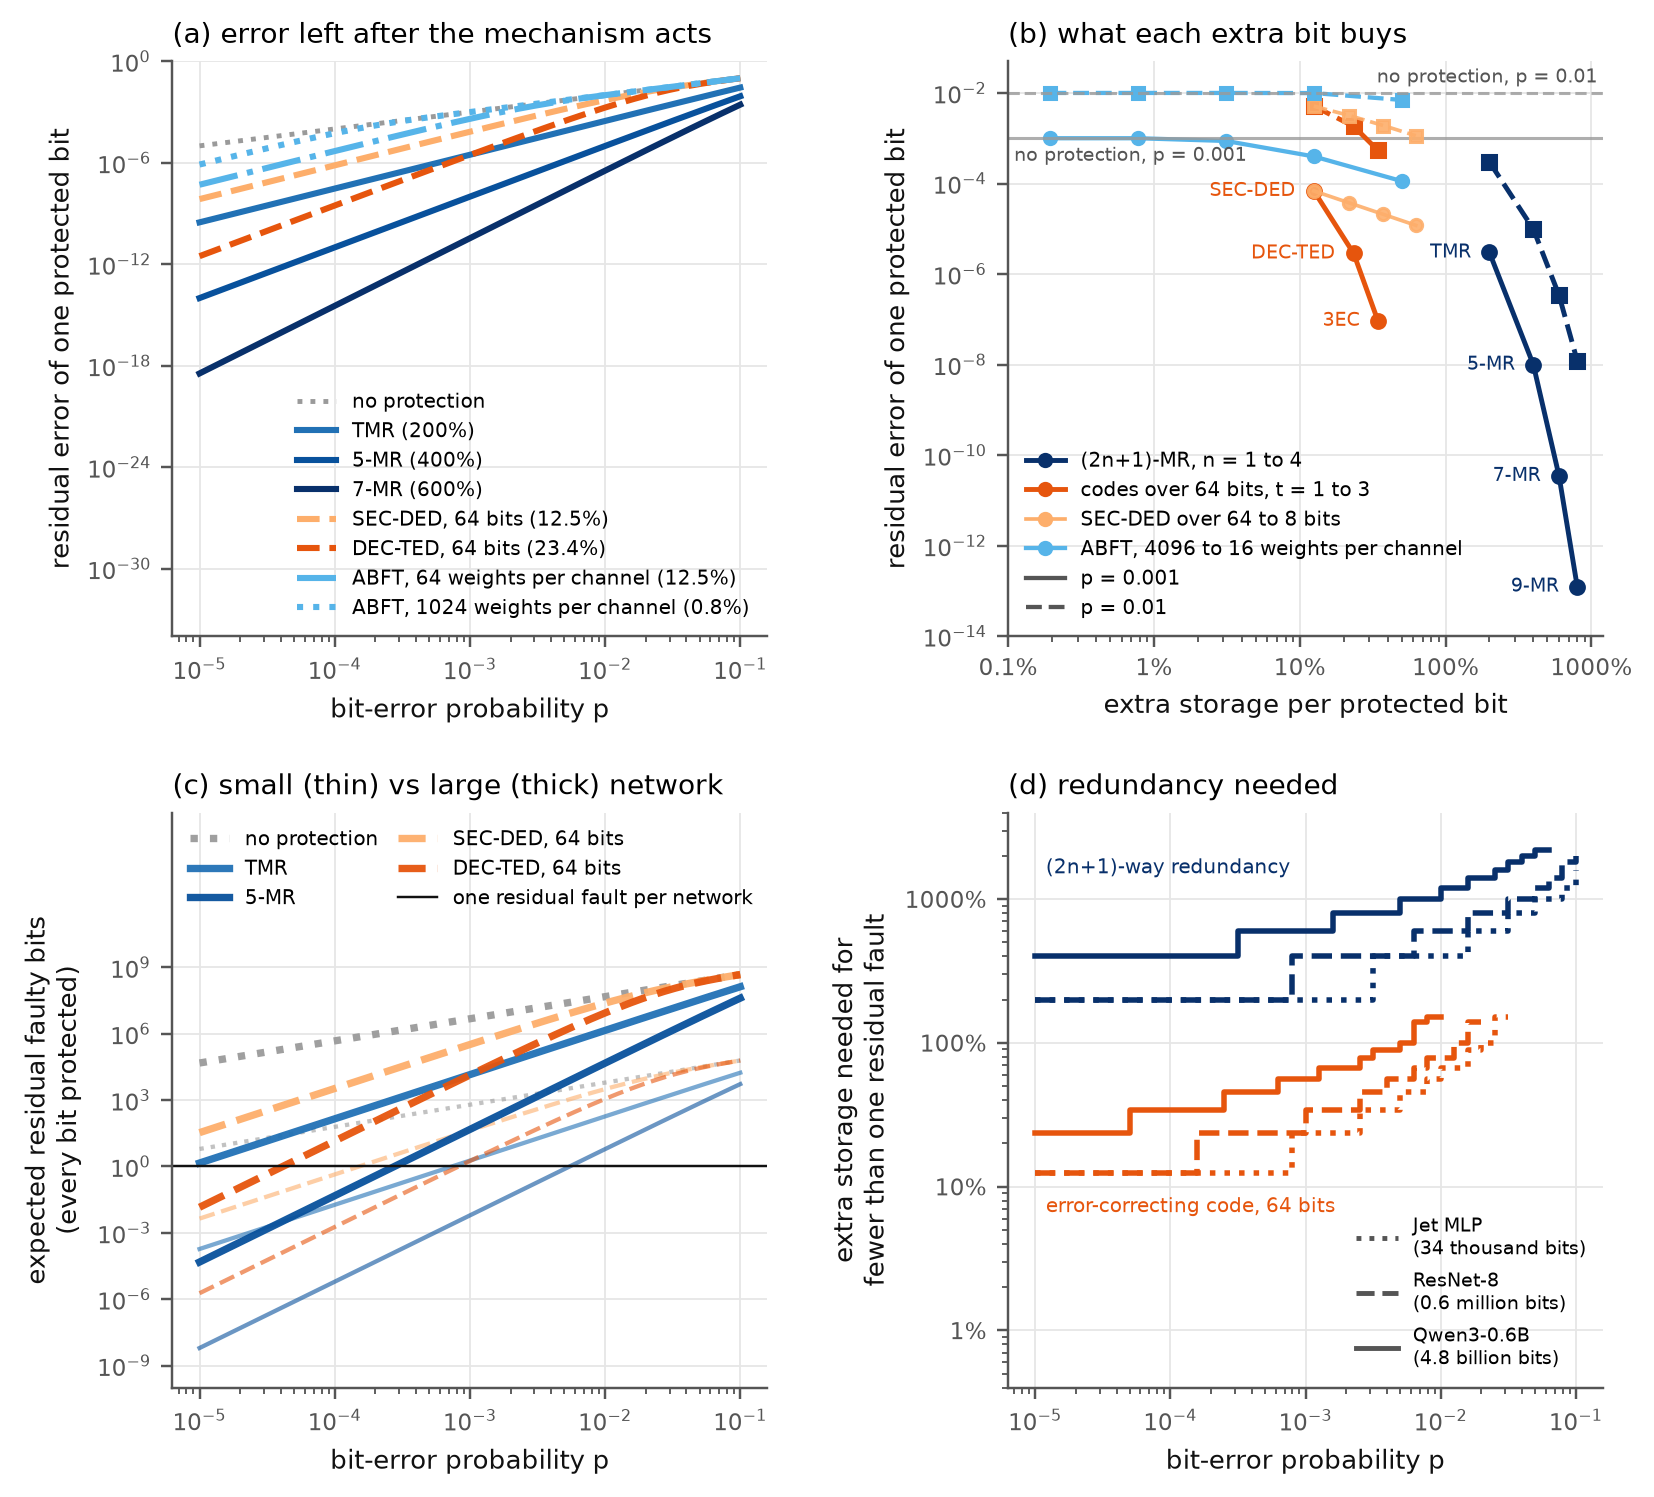 (a) error left after the mechanism acts
residual error of one protected bit
10⁰
10⁻⁶
10⁻¹²
10⁻¹⁸
10⁻²⁴
10⁻³⁰
no protection
TMR (200%)
5-MR (400%)
7-MR (600%)
SEC-DED, 64 bits (12.5%)
DEC-TED, 64 bits (23.4%)
ABFT, 64 weights per channel (12.5%)
ABFT, 1024 weights per channel (0.8%)
10⁻⁵ 10⁻⁴ 10⁻³ 10⁻² 10⁻¹
bit-error probability p
(b) what each extra bit buys
residual error of one protected bit
10⁻²
10⁻⁴
10⁻⁶
10⁻⁸
10⁻¹⁰
10⁻¹²
10⁻¹⁴
no protection, p = 0.01
no protection, p = 0.001
SEC-DED
DEC-TED
TMR
3EC
5-MR
7-MR
9-MR
(2n+1)-MR, n = 1 to 4
codes over 64 bits, t = 1 to 3
SEC-DED over 64 to 8 bits
ABFT, 4096 to 16 weights per channel
p = 0.001
p = 0.01
0.1% 1% 10% 100% 1000%
extra storage per protected bit
(c) small (thin) vs large (thick) network
expected residual faulty bits
(every bit protected)
no protection
TMR
5-MR
SEC-DED, 64 bits
DEC-TED, 64 bits
one residual fault per network
10⁹
10⁶
10³
10⁰
10⁻³
10⁻⁶
10⁻⁹
10⁻⁵ 10⁻⁴ 10⁻³ 10⁻² 10⁻¹
bit-error probability p
(d) redundancy needed
extra storage needed for
fewer than one residual fault
1000%
100%
10%
1%
(2n+1)-way redundancy
error-correcting code, 64 bits
Jet MLP
(34 thousand bits)
ResNet-8
(0.6 million bits)
Qwen3-0.6B
(4.8 billion bits)
10⁻⁵ 10⁻⁴ 10⁻³ 10⁻² 10⁻¹
bit-error probability p